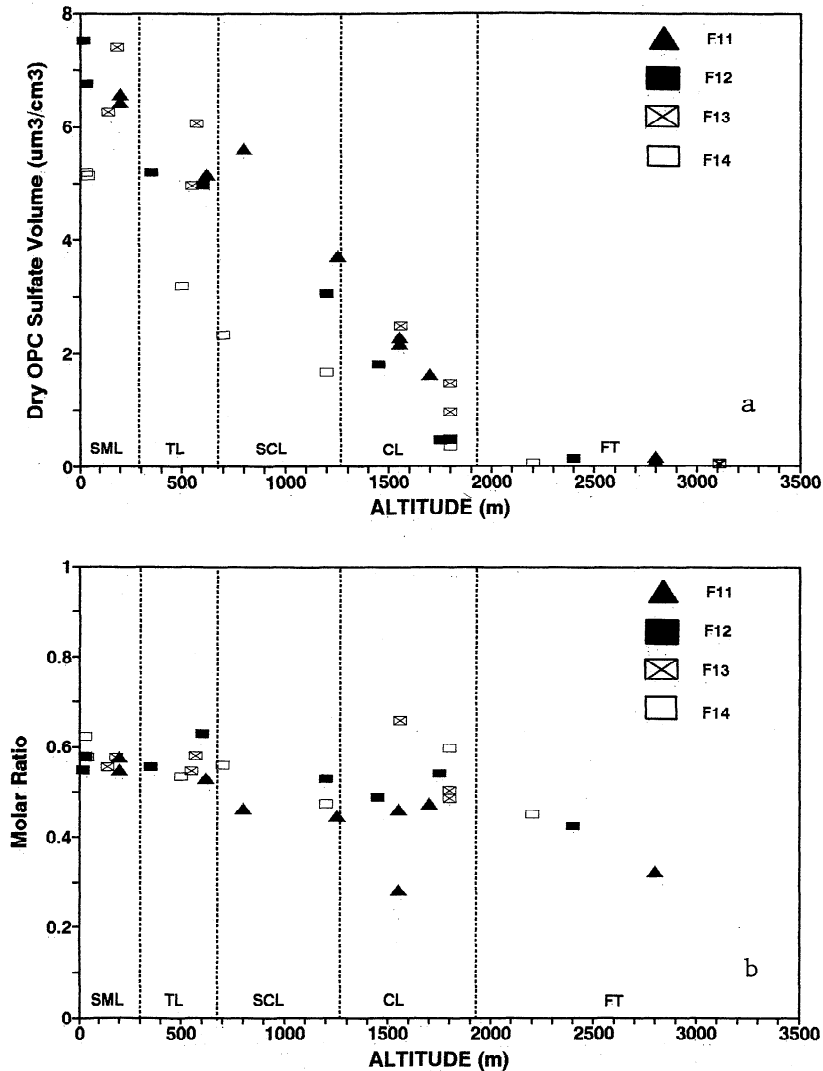 8
F11
F12
6
F13
F14
Dry OPC Sulfate Volume (um3/cm3)
4
2
a
SML TL SCL CL FT
0
0 500 1000 1500 2000 2500 3000 3500
ALTITUDE (m)
1
F11
0.8
F12
F13
F14
0.6
Molar Ratio
0.4
0.2
b
SML TL SCL CL FT
0
0 500 1000 1500 2000 2500 3000 3500
ALTITUDE (m)